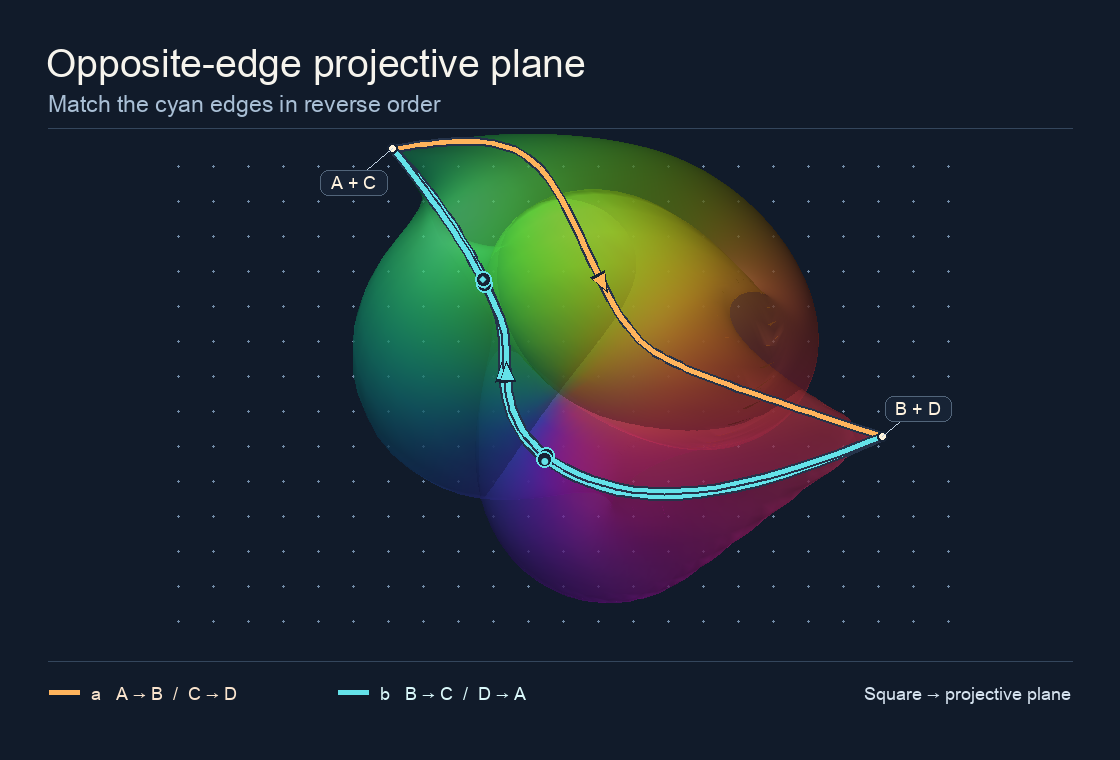 Opposite-edge projective plane
Match the cyan edges in reverse order
A + C
B + D
a A→B / C→D
b B→C / D→A
Square→projective plane